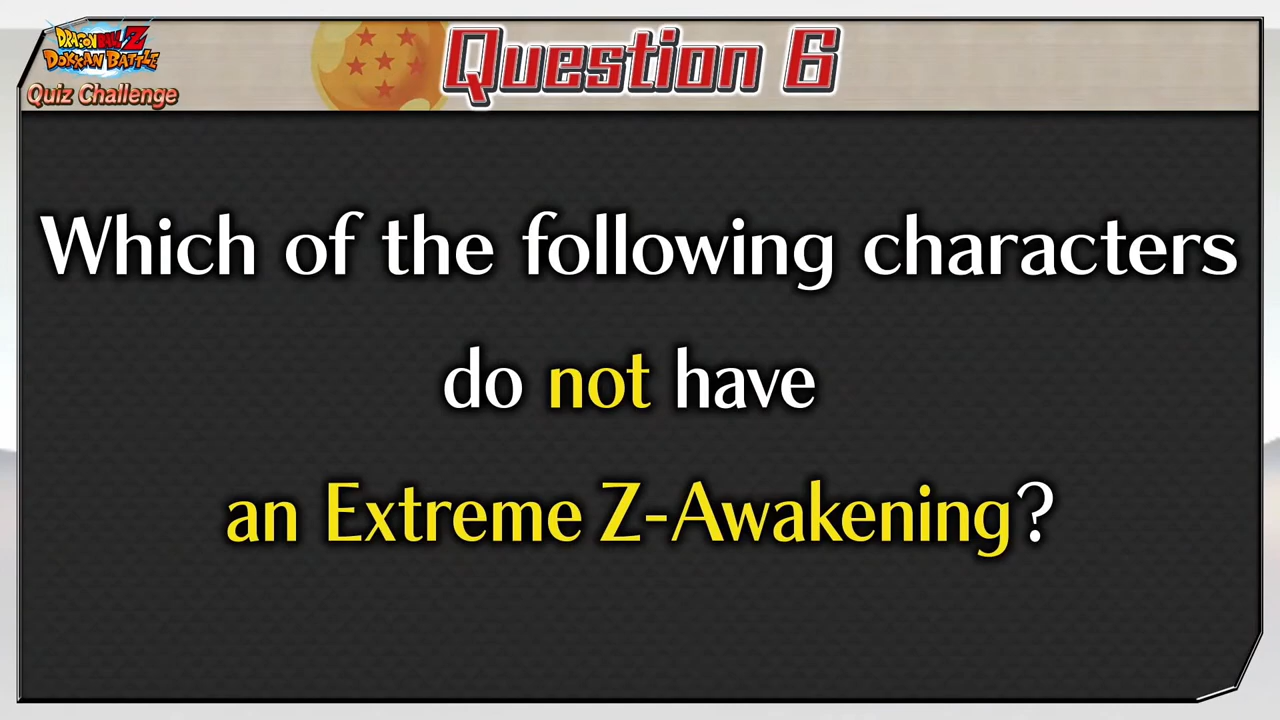 DRAGON BALL Z
DOKKAN BATTLE
Quiz Challenge
Question 6
Which of the following characters
do not have
an Extreme Z-Awakening?